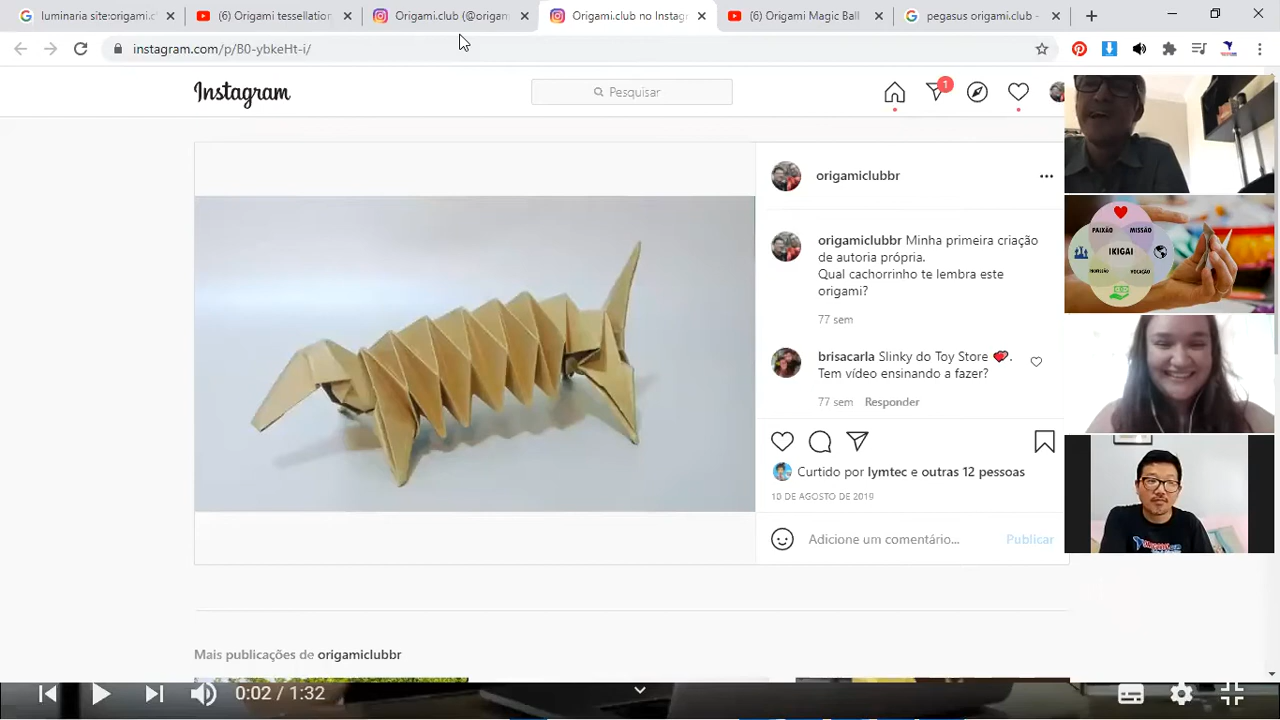 luminaria site:origami.c
(6) Origami tessellation
Origami.club (@origam
Origami.club no Instag
(6) Origami Magic Ball
pegasus origami.club -
instagram.com/p/B0-ybkeHt-i/
Instagram
Pesquisar
1
origamiclubbr
origamiclubbr Minha primeira criação
de autoria própria.
Qual cachorrinho te lembra este
origami?
77 sem
brisacarla Slinky do Toy Store 💕.
Tem vídeo ensinando a fazer?
77 sem Responder
Curtido por lymtec e outras 12 pessoas
10 DE AGOSTO DE 2019
Adicione um comentário... Publicar
PAIXÃO
MISSÃO
IKIGAI
PROFISSÃO
VOCAÇÃO
Mais publicações de origamiclubbr
0:02 / 1:32